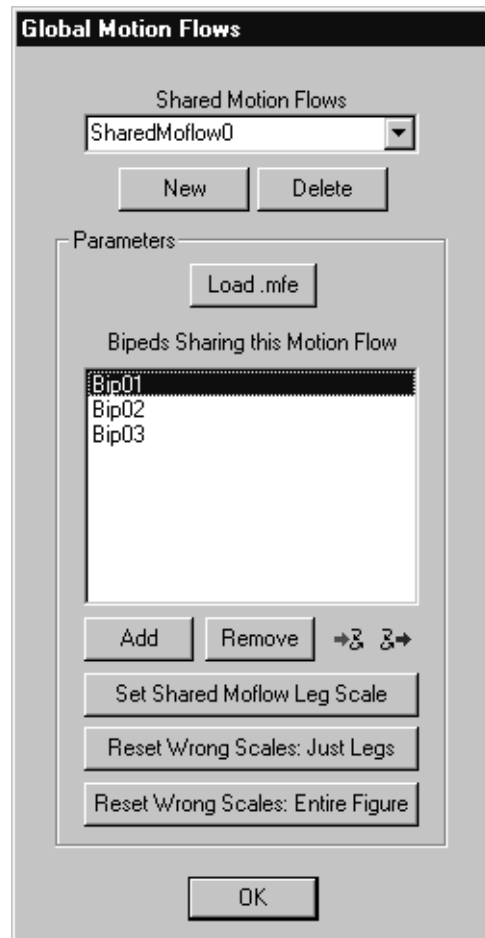 Global Motion Flows
Shared Motion Flows
SharedMoflow0
New Delete
Parameters
Load .mfe
Bipeds Sharing this Motion Flow
Bip01
Bip02
Bip03
Add Remove
Set Shared Moflow Leg Scale
Reset Wrong Scales: Just Legs
Reset Wrong Scales: Entire Figure
OK